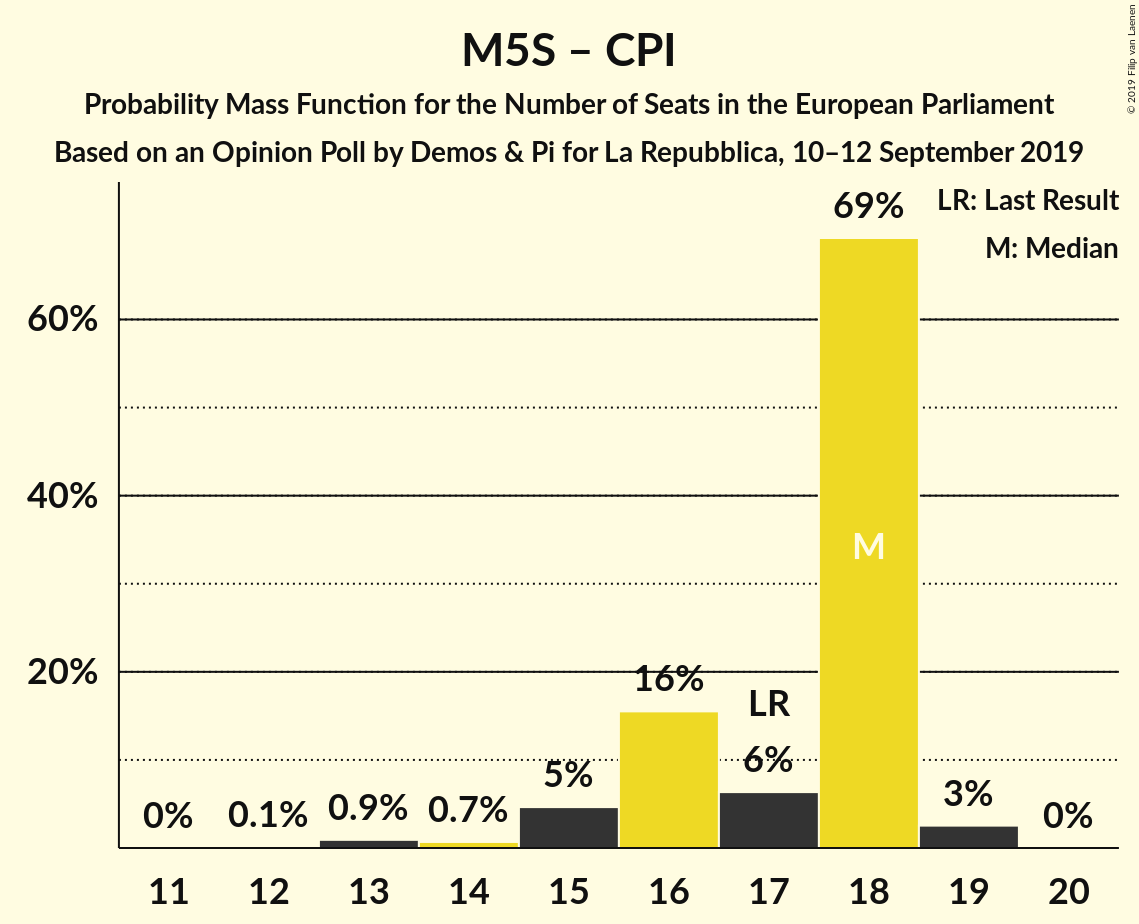 M5S – CPI
Probability Mass Function for the Number of Seats in the European Parliament
Based on an Opinion Poll by Demos & Pi for La Repubblica, 10–12 September 2019
© 2019 Filip van Laenen
LR: Last Result
M: Median
60%
40%
20%
0%
0.1%
0.9%
0.7%
5%
16%
LR
6%
69%
M
3%
0%
11 12 13 14 15 16 17 18 19 20